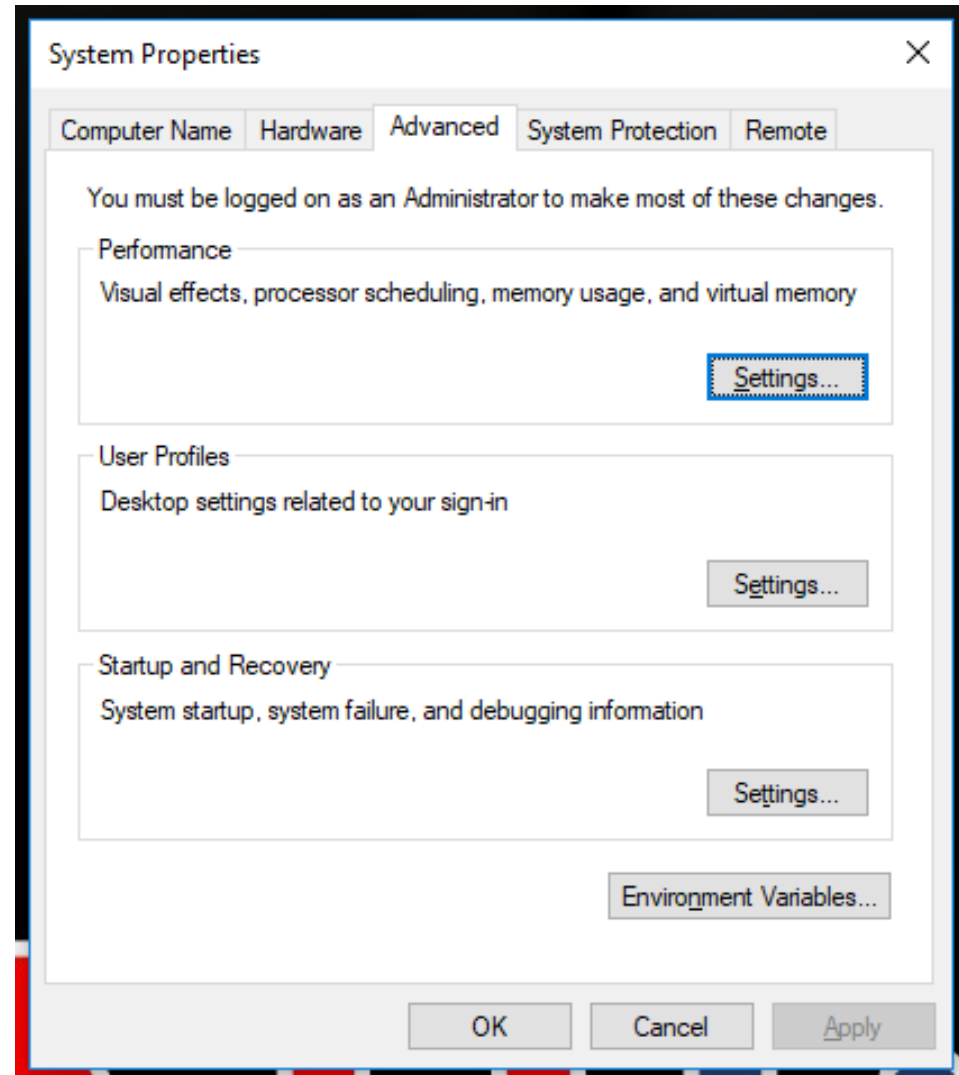 System Properties
Computer Name Hardware Advanced System Protection Remote
You must be logged on as an Administrator to make most of these changes.
Performance
Visual effects, processor scheduling, memory usage, and virtual memory
Settings...
User Profiles
Desktop settings related to your sign-in
Settings...
Startup and Recovery
System startup, system failure, and debugging information
Settings...
Environment Variables...
OK Cancel Apply